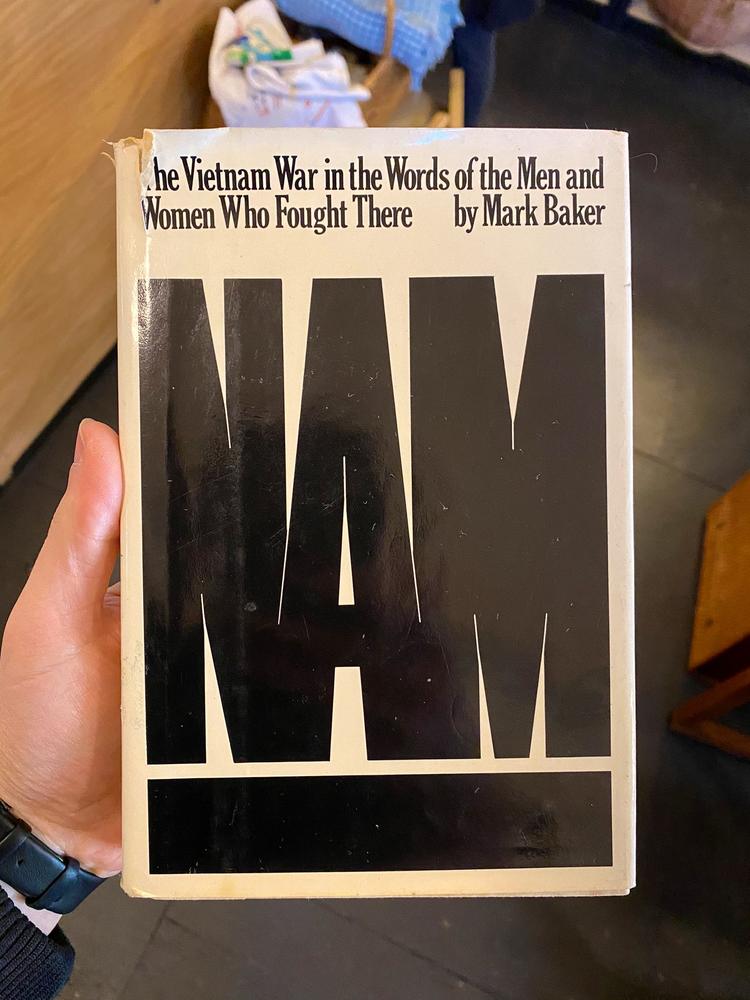 The Vietnam War in the Words of the Men and
Women Who Fought There by Mark Baker
NAM